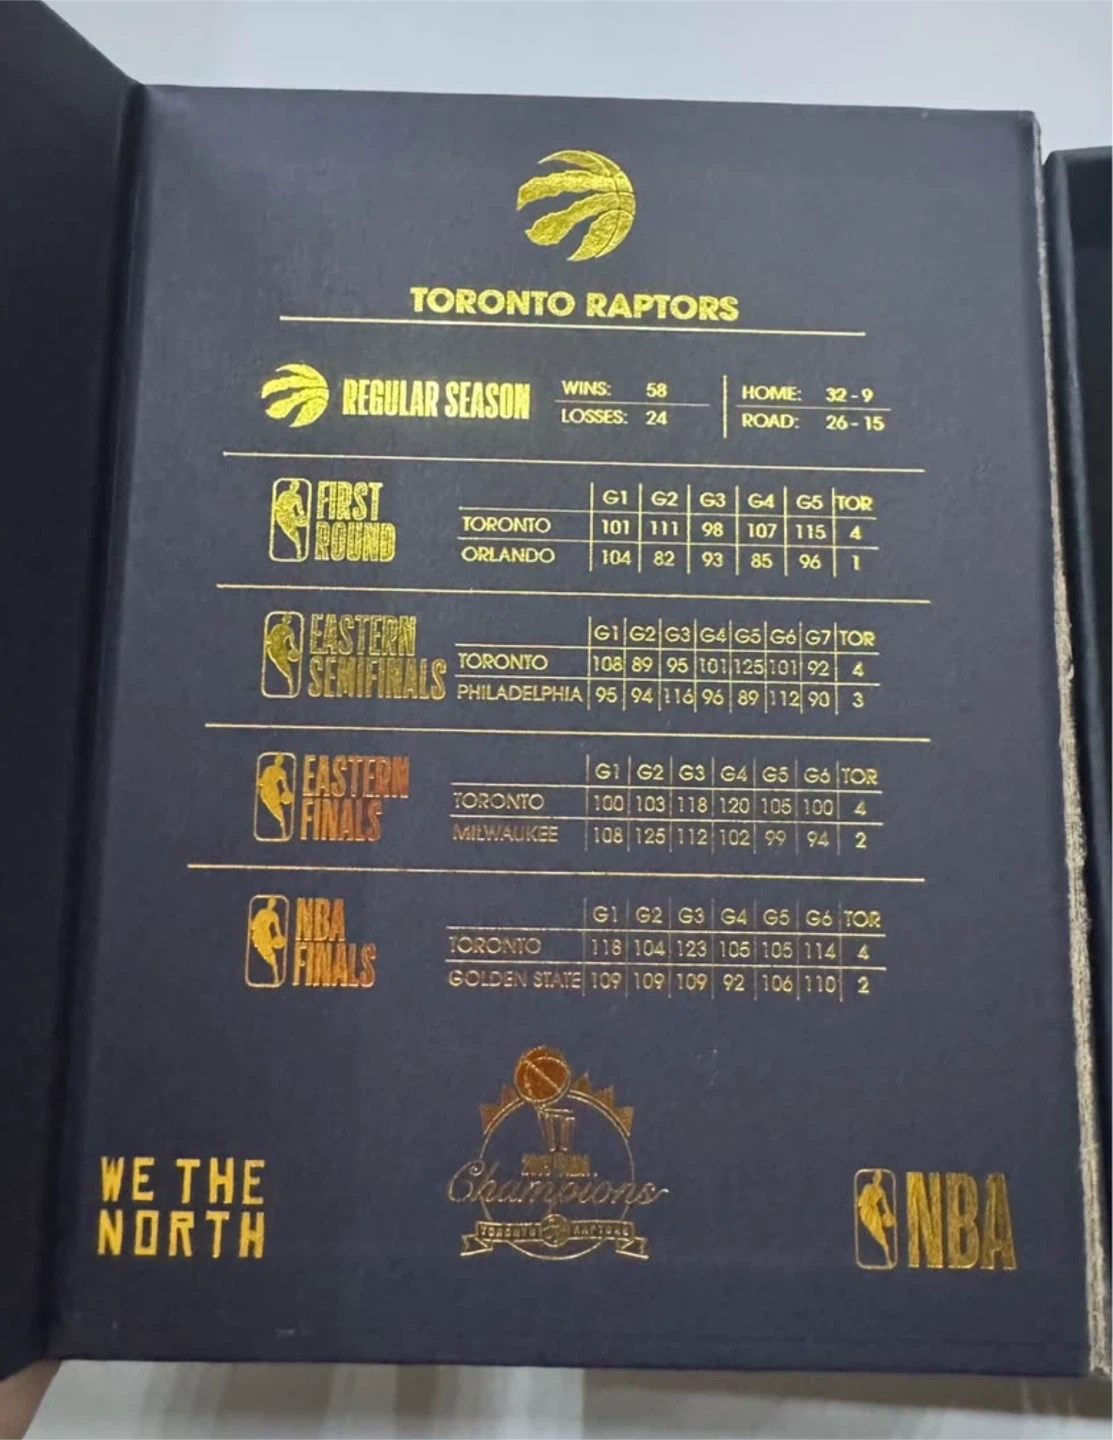 TORONTO RAPTORS
REGULAR SEASON
WINS: 58
LOSSES: 24
HOME: 32 - 9
ROAD: 26 - 15
FIRST
ROUND
G1 G2 G3 G4 G5 TOR
TORONTO 101 111 98 107 115 4
ORLANDO 104 82 93 85 96 1
EASTERN
SEMIFINALS
G1 G2 G3 G4 G5 G6 G7 TOR
TORONTO 108 89 95 101 125 101 92 4
PHILADELPHIA 95 94 116 96 89 112 90 3
EASTERN
FINALS
G1 G2 G3 G4 G5 G6 TOR
TORONTO 100 103 118 120 105 100 4
MILWAUKEE 108 125 112 102 99 94 2
NBA
FINALS
G1 G2 G3 G4 G5 G6 TOR
TORONTO 118 104 123 105 105 114 4
GOLDEN STATE 109 109 109 92 106 110 2
WE THE
NORTH
Champions
TORONTO RAPTORS
NBA